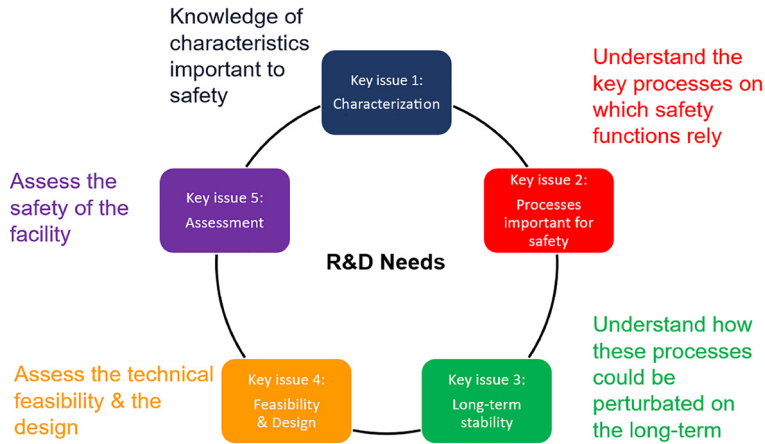 Knowledge of
characteristics
important to
safety
Key issue 1:
Characterization
Understand the
key processes on
which safety
functions rely
Key issue 2:
Processes
important for
safety
Assess the
safety of the
facility
Key issue 5:
Assessment
R&D Needs
Understand how
these processes
could be
perturbated on
the long-term
Key issue 3:
Long-term
stability
Assess the technical
feasibility & the
design
Key issue 4:
Feasibility
& Design